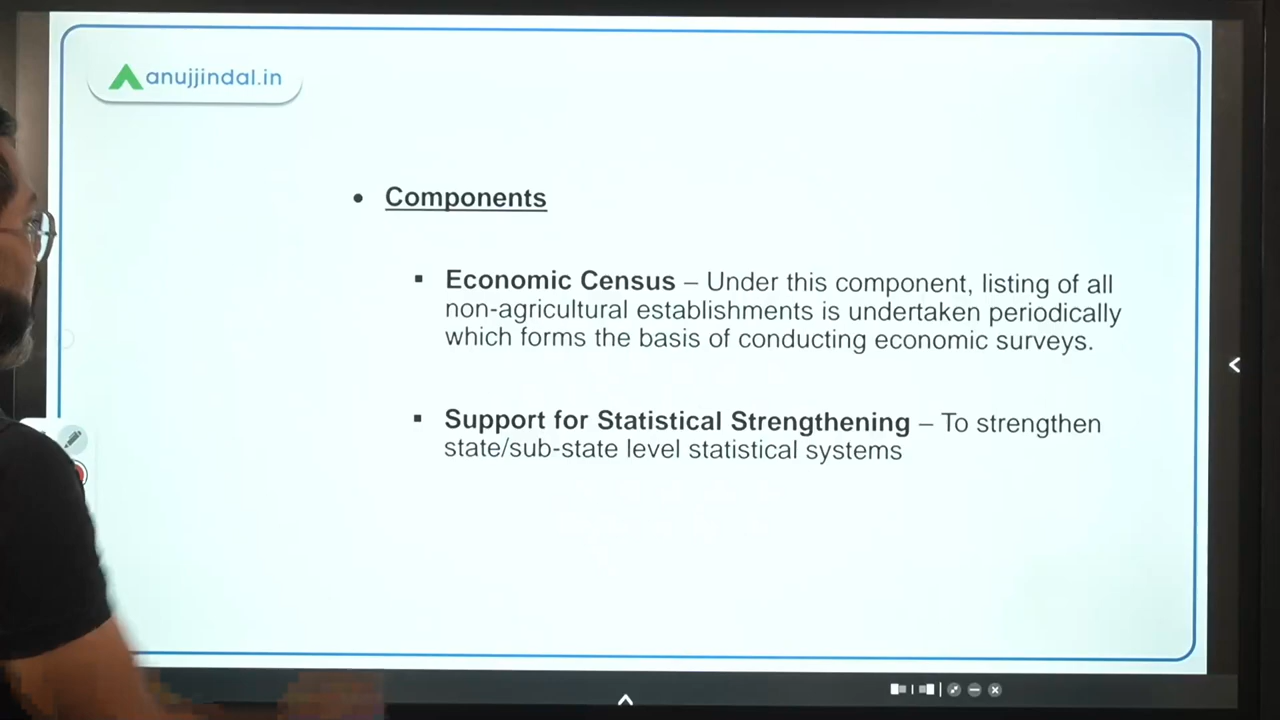 anujjindal.in
• Components
▪ Economic Census – Under this component, listing of all
non-agricultural establishments is undertaken periodically
which forms the basis of conducting economic surveys.
▪ Support for Statistical Strengthening – To strengthen
state/sub-state level statistical systems